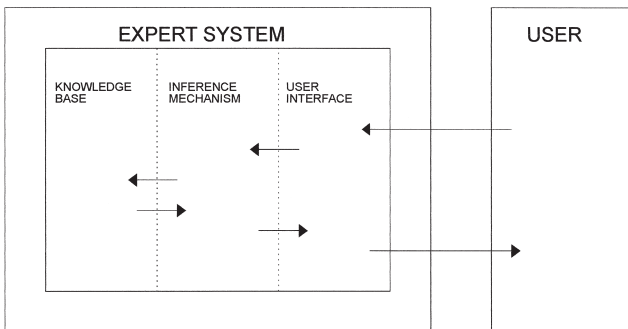 EXPERT SYSTEM
USER
KNOWLEDGE
BASE
INFERENCE
MECHANISM
USER
INTERFACE